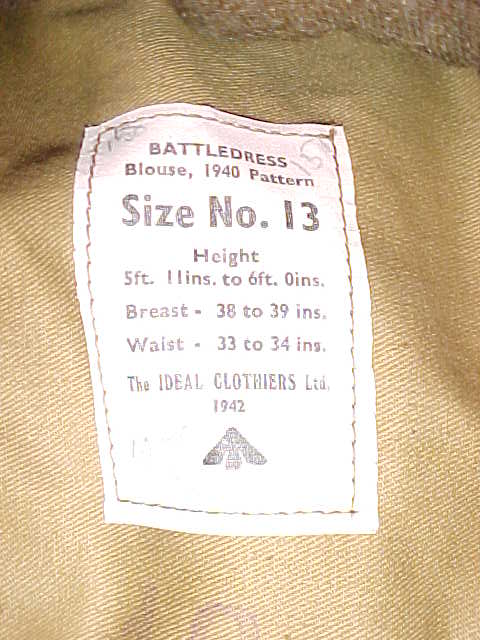 BATTLEDRESS
Blouse, 1940 Pattern
Size No. 13
Height
5ft. 11ins. to 6ft. 0ins.
Breast - 38 to 39 ins.
Waist - 33 to 34 ins.
The IDEAL CLOTHIERS Ltd.
1942